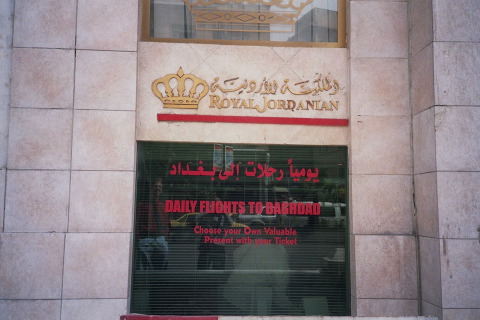 الملكية الأردنية
ROYAL JORDANIAN
يومياً رحلات الى بغداد
DAILY FLIGHTS TO BAGHDAD
Choose your Own Valuable
Present with your Ticket